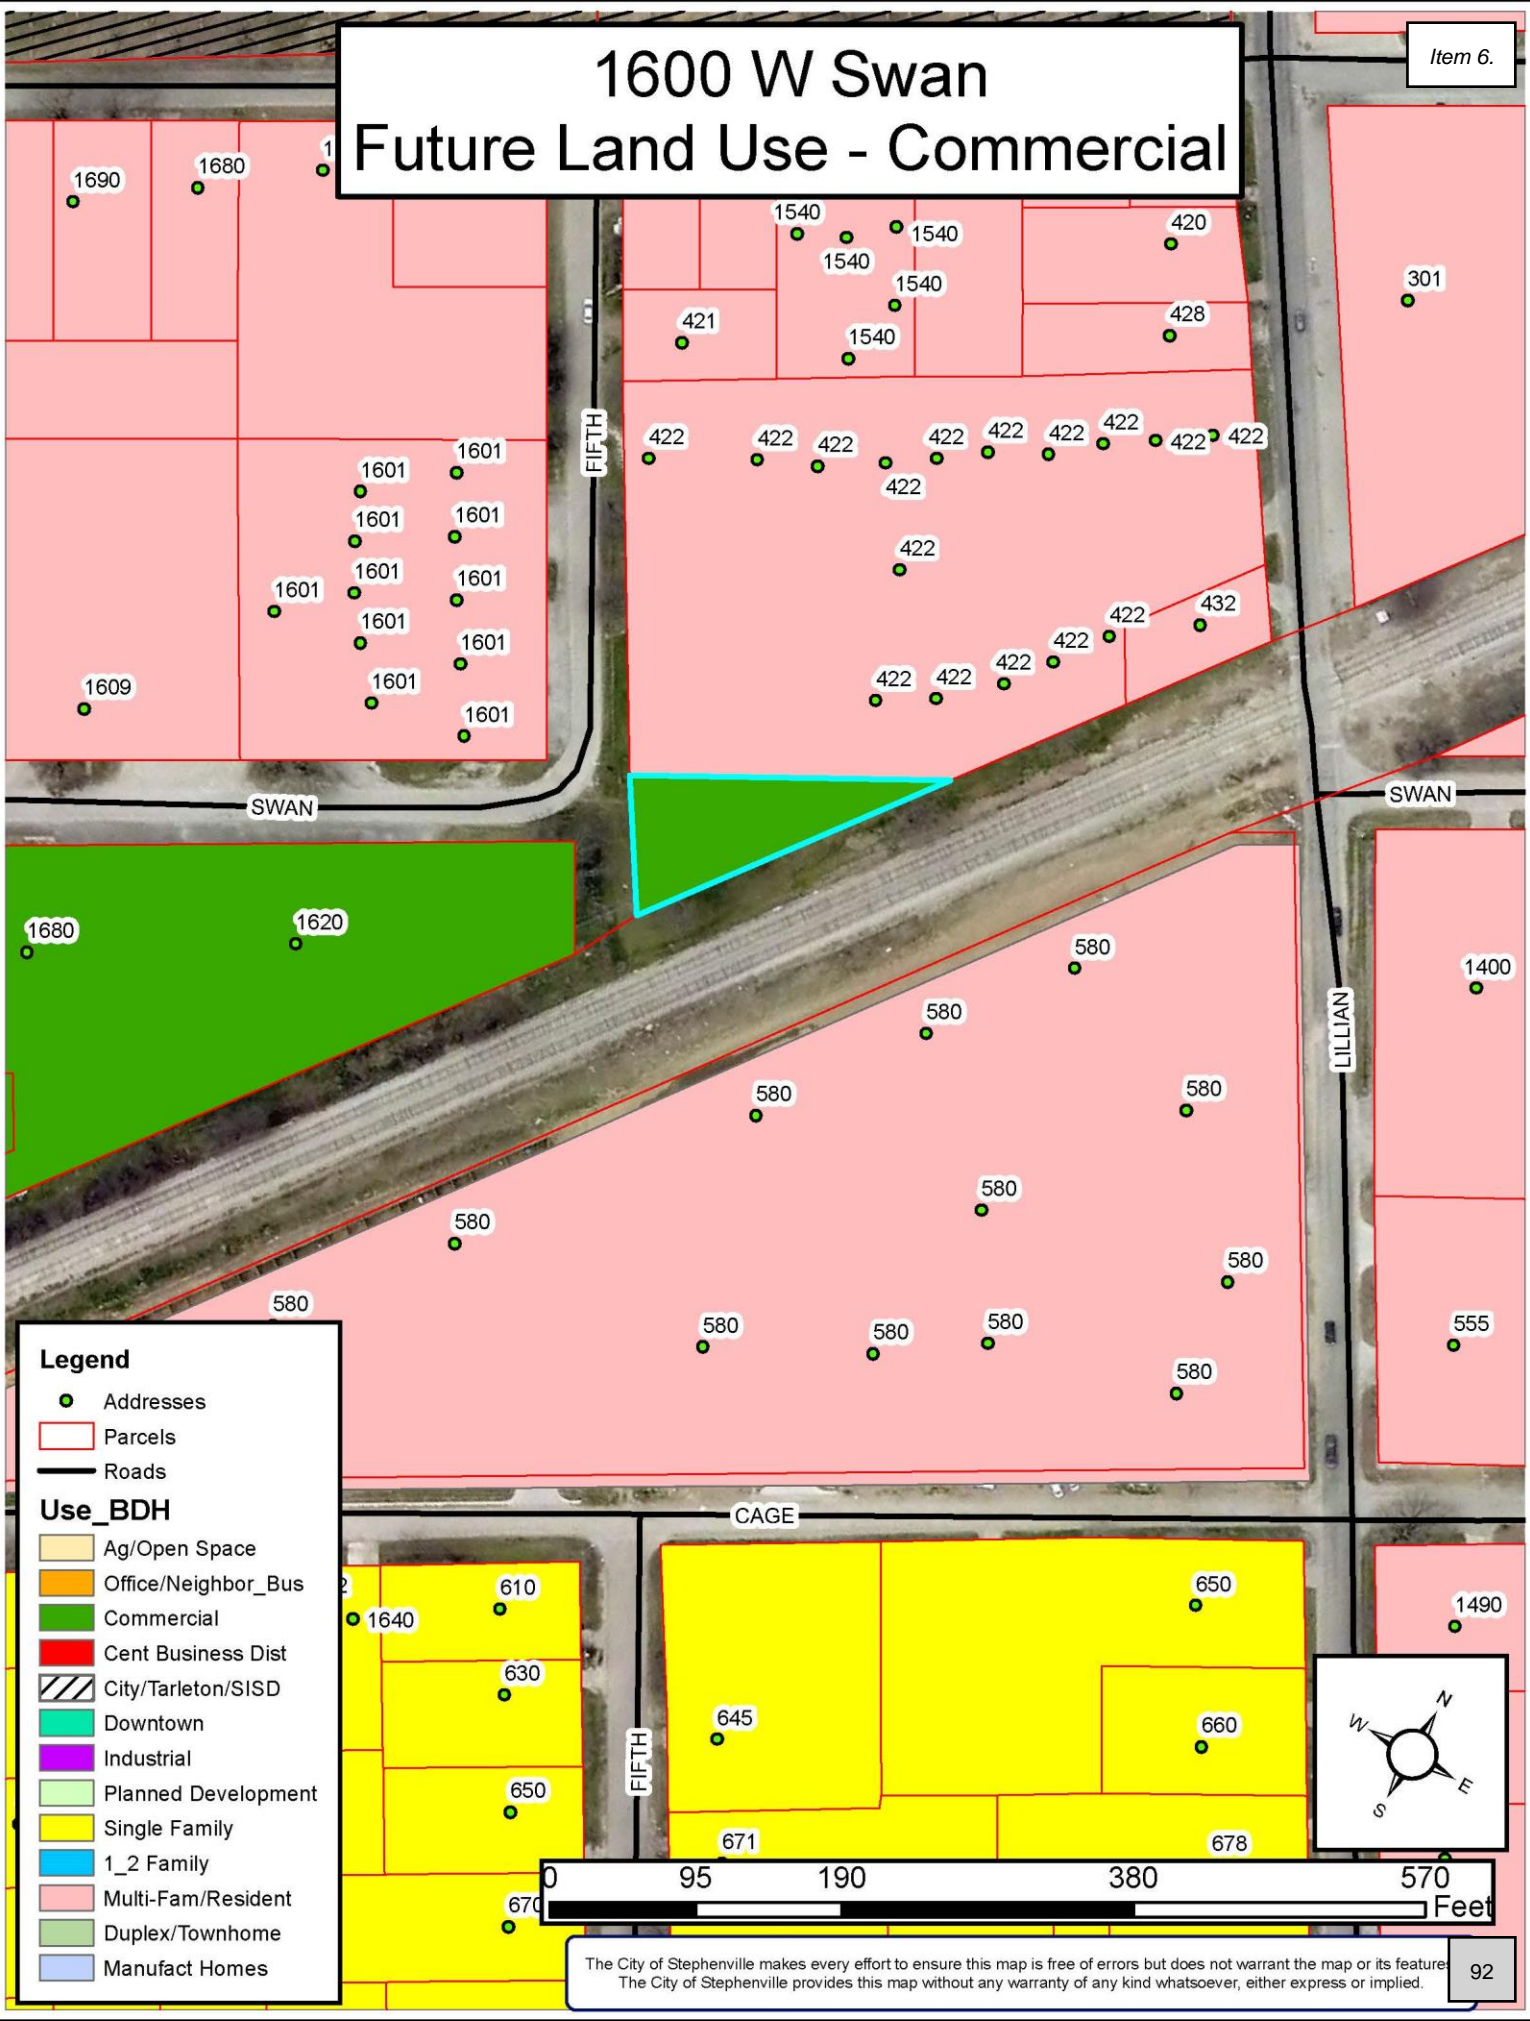 1600 W Swan
Future Land Use - Commercial
Item 6.
1690
1680
1
1540
1540
1540
1540
1540
420
428
301
421
FIFTH
422
422
422
422
422
422
422
422
422
422
422
1601
1601
1601
1601
1601
1601
1601
1601
1601
1601
1601
1609
432
422
422
422
422
422
SWAN
SWAN
1680
1620
580
580
580
580
580
580
580
580
580
580
580
580
1400
LILLIAN
555
Legend
Addresses
Parcels
Roads
Use_BDH
Ag/Open Space
Office/Neighbor_Bus
Commercial
Cent Business Dist
City/Tarleton/SISD
Downtown
Industrial
Planned Development
Single Family
1_2 Family
Multi-Fam/Resident
Duplex/Townhome
Manufact Homes
CAGE
2
1640
610
630
650
670
FIFTH
645
671
650
660
678
1490
N
W
E
S
0 95 190 380 570
Feet
The City of Stephenville makes every effort to ensure this map is free of errors but does not warrant the map or its features
The City of Stephenville provides this map without any warranty of any kind whatsoever, either express or implied.
92